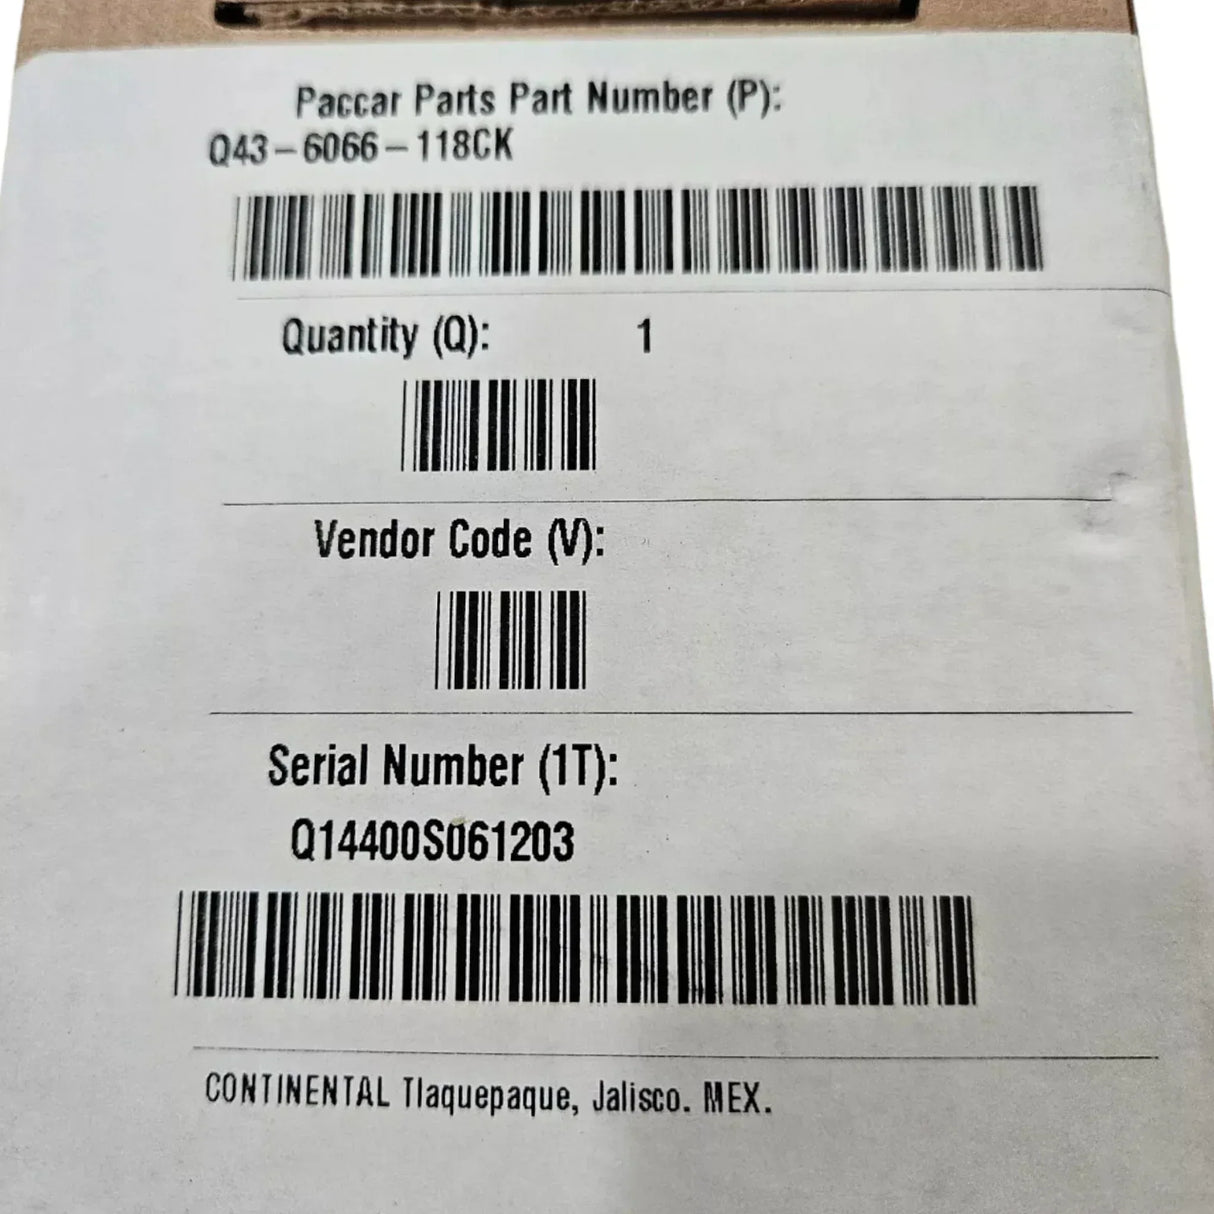 Paccar Parts Part Number (P):
Q43-6066-118CK
Quantity (Q): 1
Vendor Code (V):
Serial Number (1T):
Q14400S061203
CONTINENTAL Tlaquepaque, Jalisco. MEX.